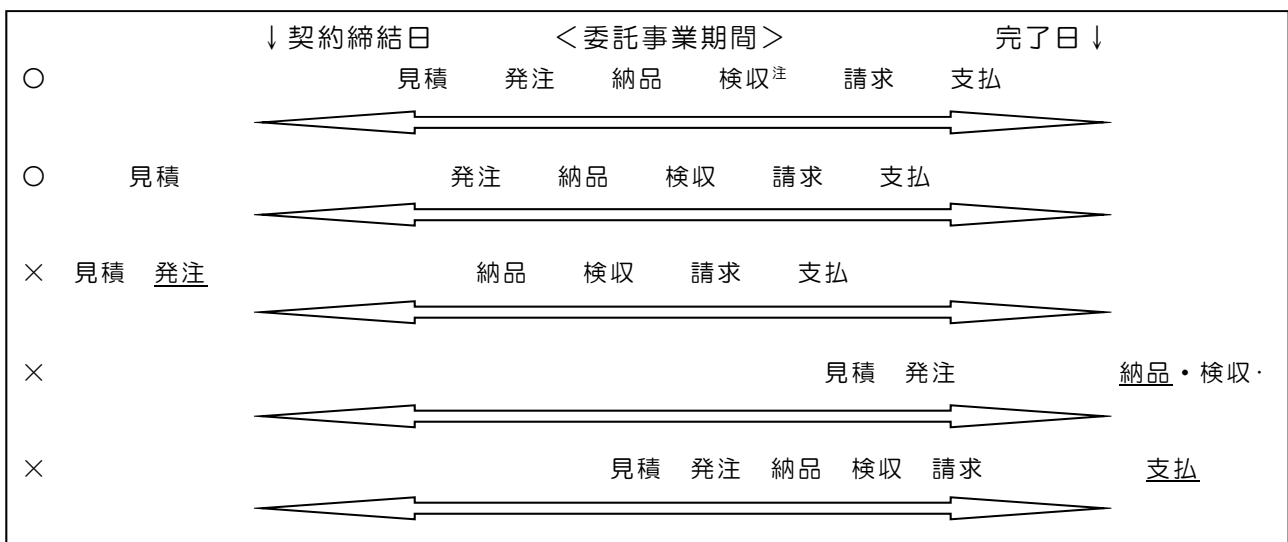 ↓契約締結日 ＜委託事業期間＞ 完了日↓
○ 見積 発注 納品 検収注 請求 支払
○ 見積 発注 納品 検収 請求 支払
× 見積 発注 納品 検収 請求 支払
× 見積 発注 納品・検収・
× 見積 発注 納品 検収 請求 支払